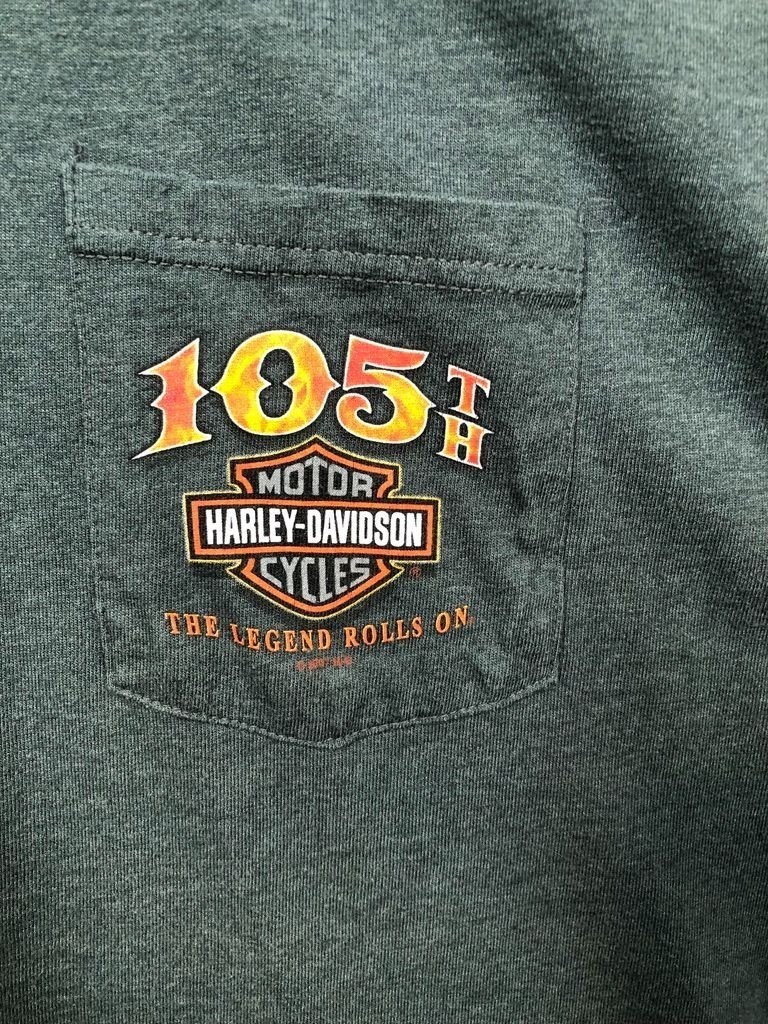 105TH
MOTOR
HARLEY-DAVIDSON
CYCLES
®
THE LEGEND ROLLS ON